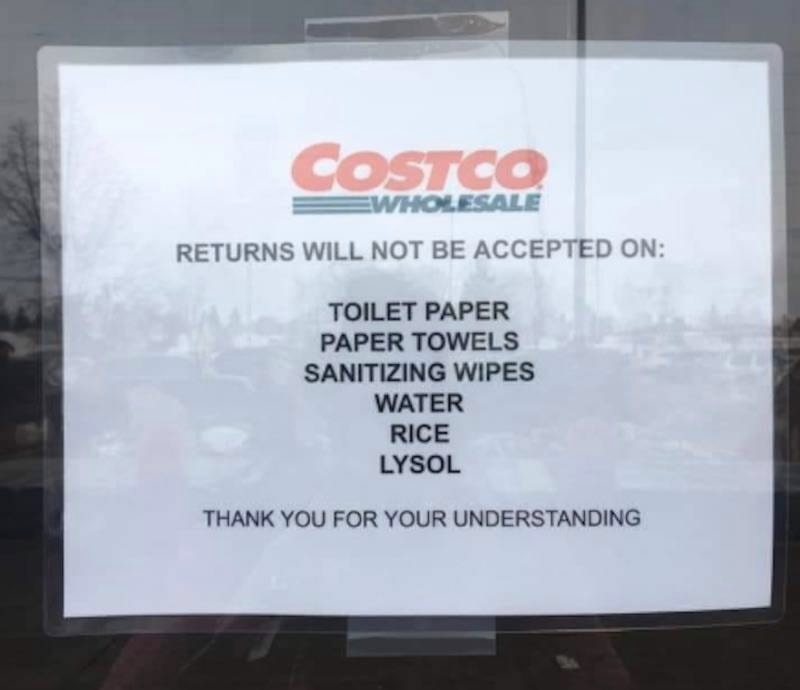 COSTCO
WHOLESALE
RETURNS WILL NOT BE ACCEPTED ON:
TOILET PAPER
PAPER TOWELS
SANITIZING WIPES
WATER
RICE
LYSOL
THANK YOU FOR YOUR UNDERSTANDING